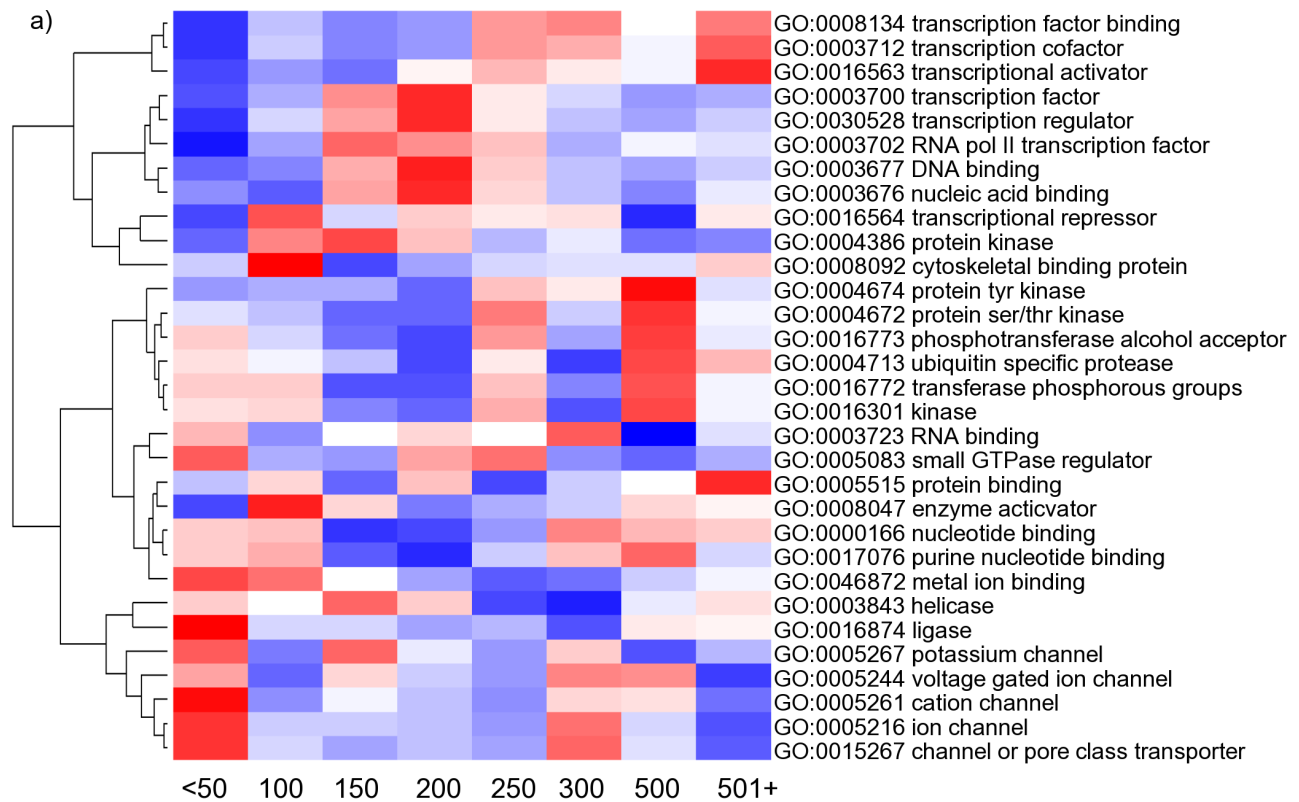 a)
GO:0008134 transcription factor binding
GO:0003712 transcription cofactor
GO:0016563 transcriptional activator
GO:0003700 transcription factor
GO:0030528 transcription regulator
GO:0003702 RNA pol II transcription factor
GO:0003677 DNA binding
GO:0003676 nucleic acid binding
GO:0016564 transcriptional repressor
GO:0004386 protein kinase
GO:0008092 cytoskeletal binding protein
GO:0004674 protein tyr kinase
GO:0004672 protein ser/thr kinase
GO:0016773 phosphotransferase alcohol acceptor
GO:0004713 ubiquitin specific protease
GO:0016772 transferase phosphorous groups
GO:0016301 kinase
GO:0003723 RNA binding
GO:0005083 small GTPase regulator
GO:0005515 protein binding
GO:0008047 enzyme acticvator
GO:0000166 nucleotide binding
GO:0017076 purine nucleotide binding
GO:0046872 metal ion binding
GO:0003843 helicase
GO:0016874 ligase
GO:0005267 potassium channel
GO:0005244 voltage gated ion channel
GO:0005261 cation channel
GO:0005216 ion channel
GO:0015267 channel or pore class transporter
<50 100 150 200 250 300 500 501+